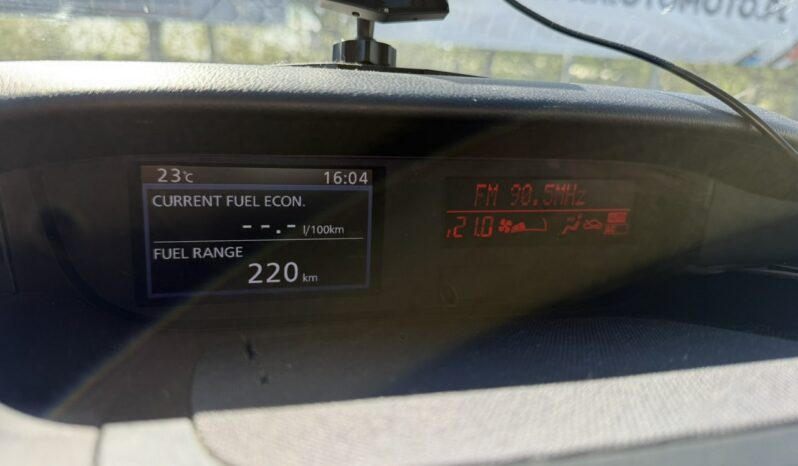 23°C 16:04
CURRENT FUEL ECON.
--.- l/100km
FUEL RANGE
220 km
FM 90.5MHz
21.0